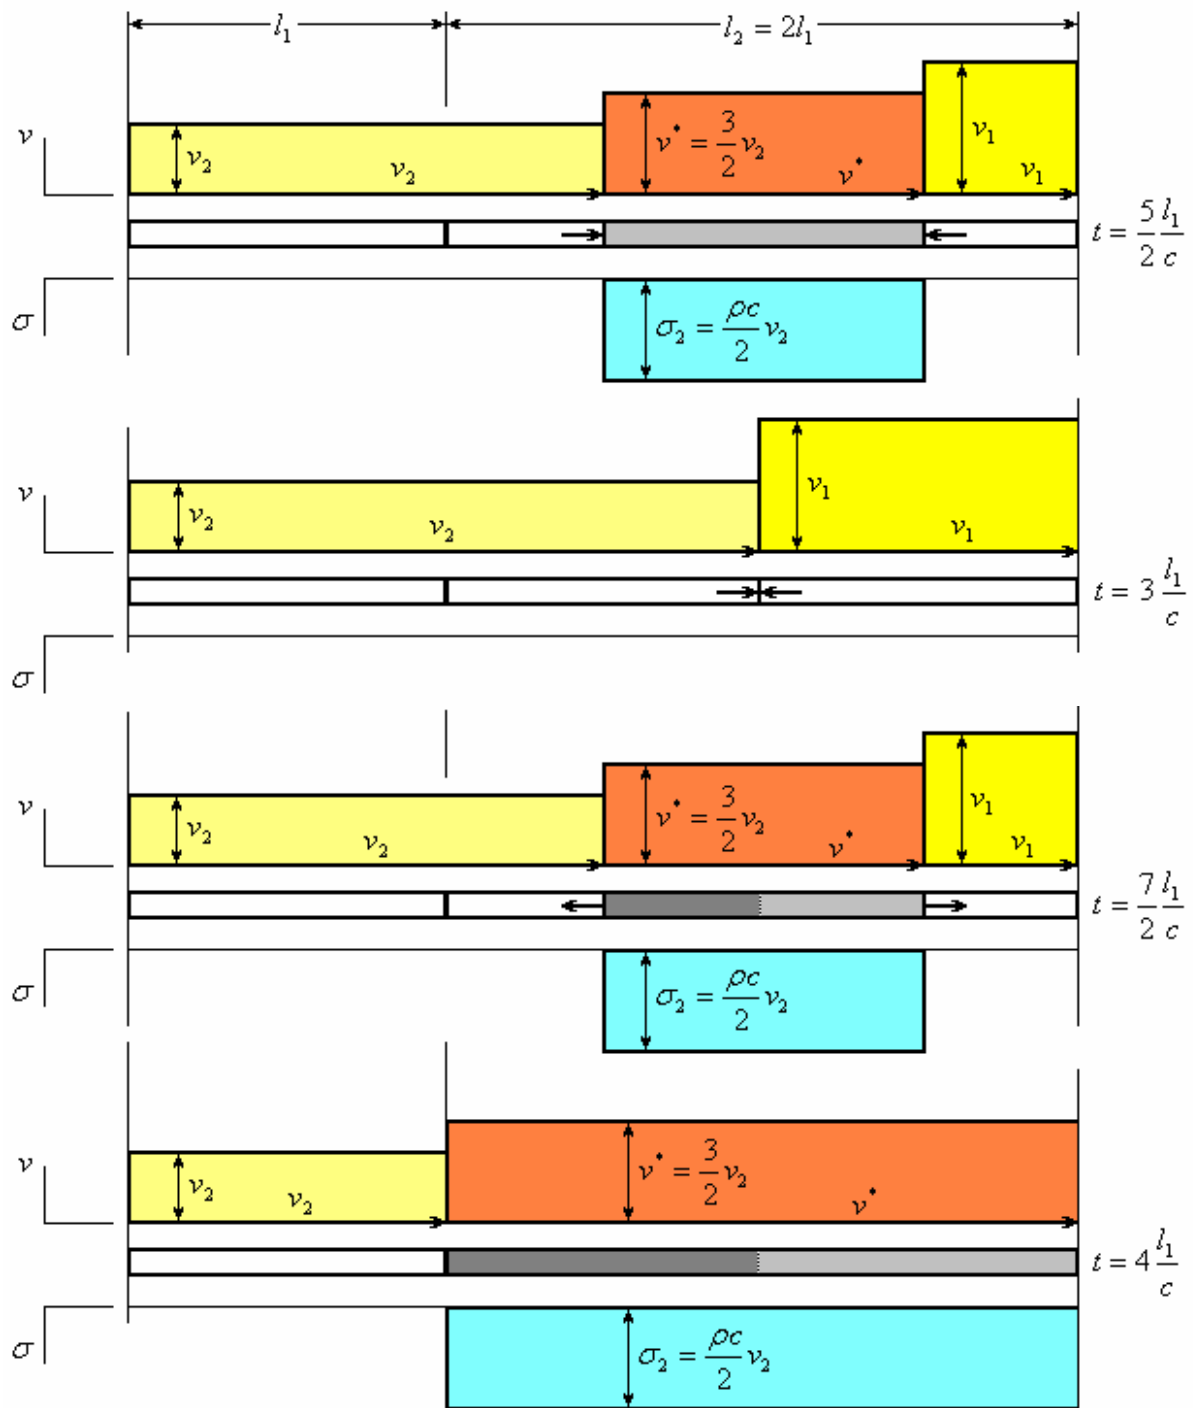 l₁ l₂ = 2l₁
v v₂ v₂ v• = 3/2 v₂ v• v₁ v₁
t = 5/2 l₁/c
σ σ₂ = ρc/2 v₂
v v₂ v₂ v₁ v₁
t = 3 l₁/c
σ
v v₂ v₂ v• = 3/2 v₂ v• v₁ v₁
t = 7/2 l₁/c
σ σ₂ = ρc/2 v₂
v v₂ v₂ v• = 3/2 v₂ v•
t = 4 l₁/c
σ σ₂ = ρc/2 v₂